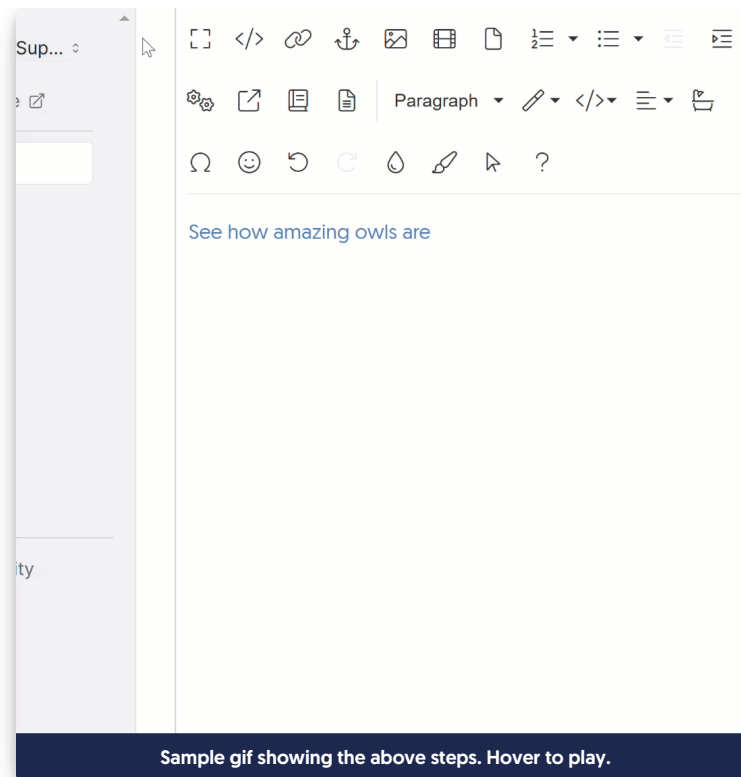 Sup...
e
Paragraph
See how amazing owls are
ity
Sample gif showing the above steps. Hover to play.